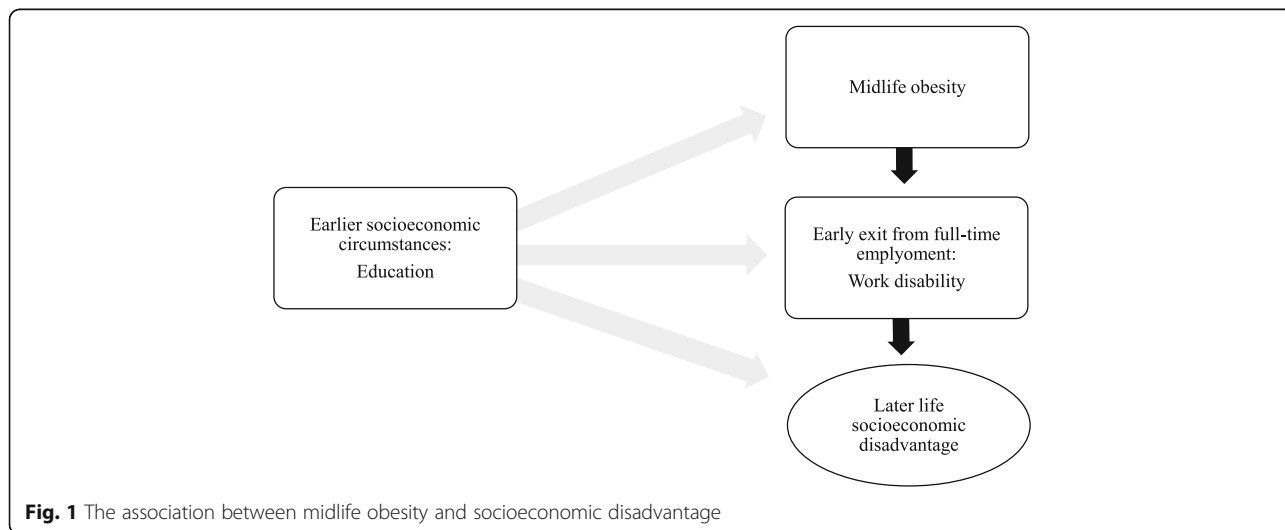 Midlife obesity
Earlier socioeconomic
circumstances:
Education
Early exit from full-time
emplyoment:
Work disability
Later life
socioeconomic
disadvantage
Fig. 1 The association between midlife obesity and socioeconomic disadvantage